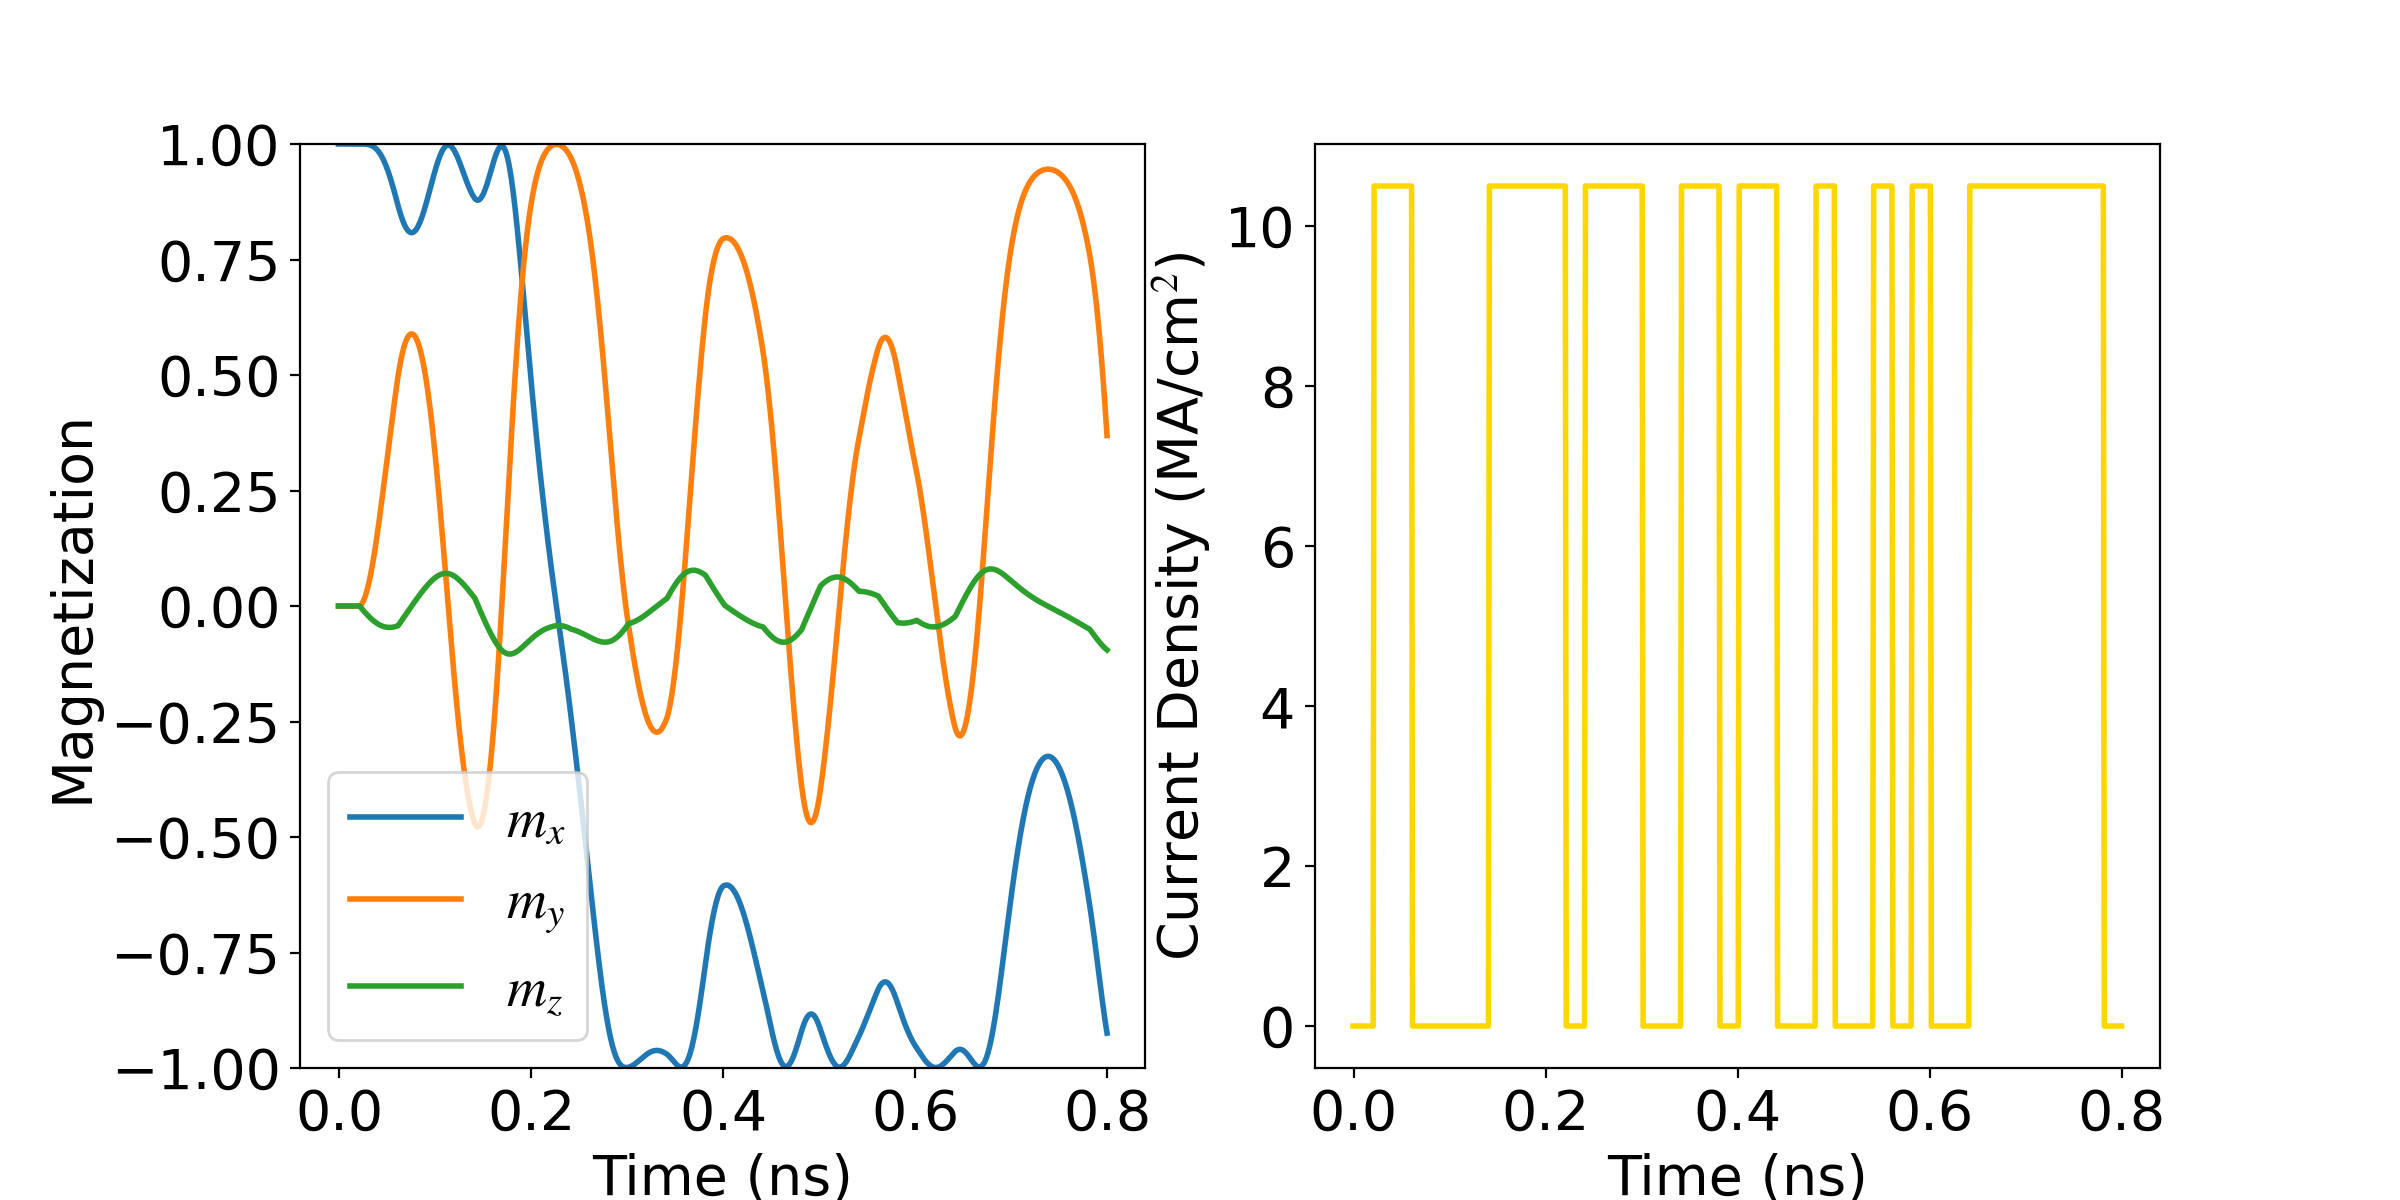 1.00
0.75
0.50
0.25
0.00
−0.25
−0.50
−0.75
−1.00
Magnetization
m_x
m_y
m_z
0.0 0.2 0.4 0.6 0.8
Time (ns)
10
8
6
4
2
0
Current Density (MA/cm²)
0.0 0.2 0.4 0.6 0.8
Time (ns)